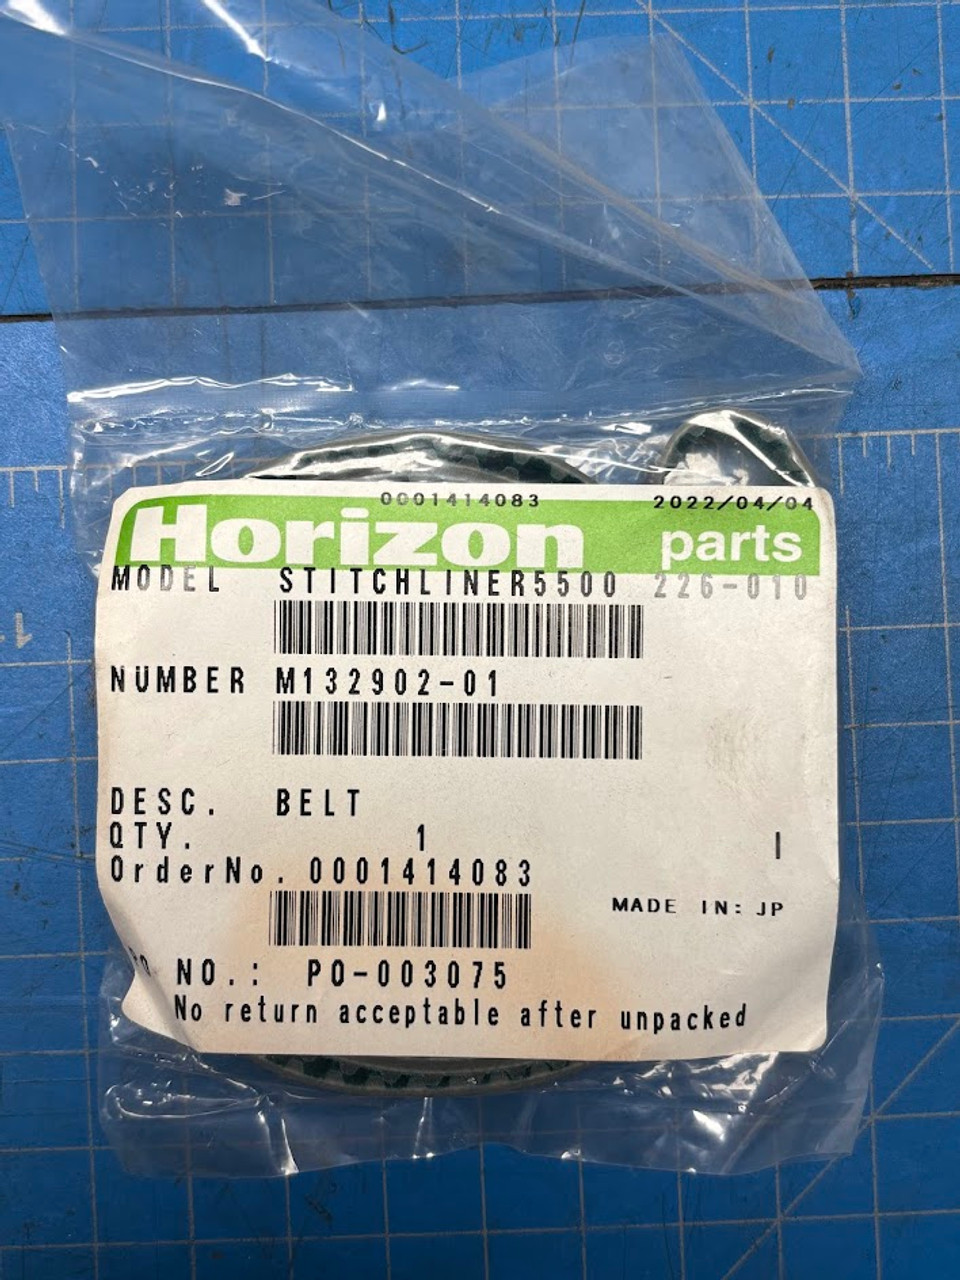 0001414083 2022/04/04
Horizon parts
MODEL STITCHLINER5500 226-010
NUMBER M132902-01
DESC. BELT
QTY. 1 I
OrderNo. 0001414083
MADE IN: JP
NO.: PO-003075
No return acceptable after unpacked
1